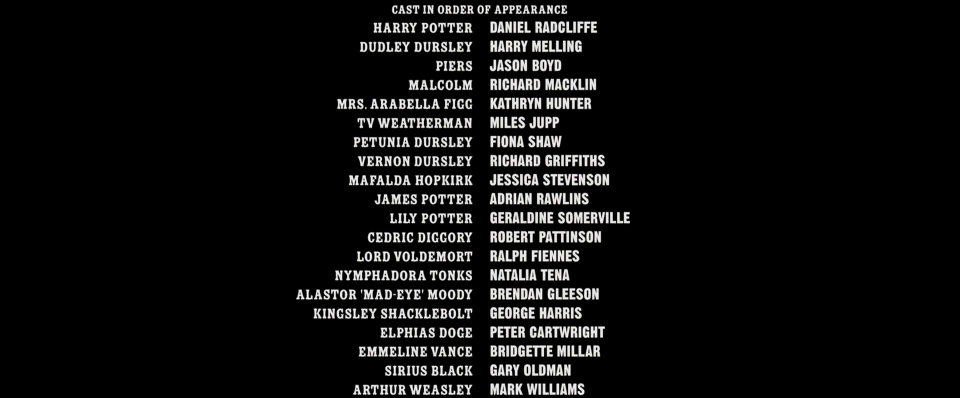 CAST IN ORDER OF APPEARANCE
HARRY POTTER DANIEL RADCLIFFE
DUDLEY DURSLEY HARRY MELLING
PIERS JASON BOYD
MALCOLM RICHARD MACKLIN
MRS. ARABELLA FIGG KATHRYN HUNTER
TV WEATHERMAN MILES JUPP
PETUNIA DURSLEY FIONA SHAW
VERNON DURSLEY RICHARD GRIFFITHS
MAFALDA HOPKIRK JESSICA STEVENSON
JAMES POTTER ADRIAN RAWLINS
LILY POTTER GERALDINE SOMERVILLE
CEDRIC DIGGORY ROBERT PATTINSON
LORD VOLDEMORT RALPH FIENNES
NYMPHADORA TONKS NATALIA TENA
ALASTOR 'MAD-EYE' MOODY BRENDAN GLEESON
KINGSLEY SHACKLEBOLT GEORGE HARRIS
ELPHIAS DOGE PETER CARTWRIGHT
EMMELINE VANCE BRIDGETTE MILLAR
SIRIUS BLACK GARY OLDMAN
ARTHUR WEASLEY MARK WILLIAMS